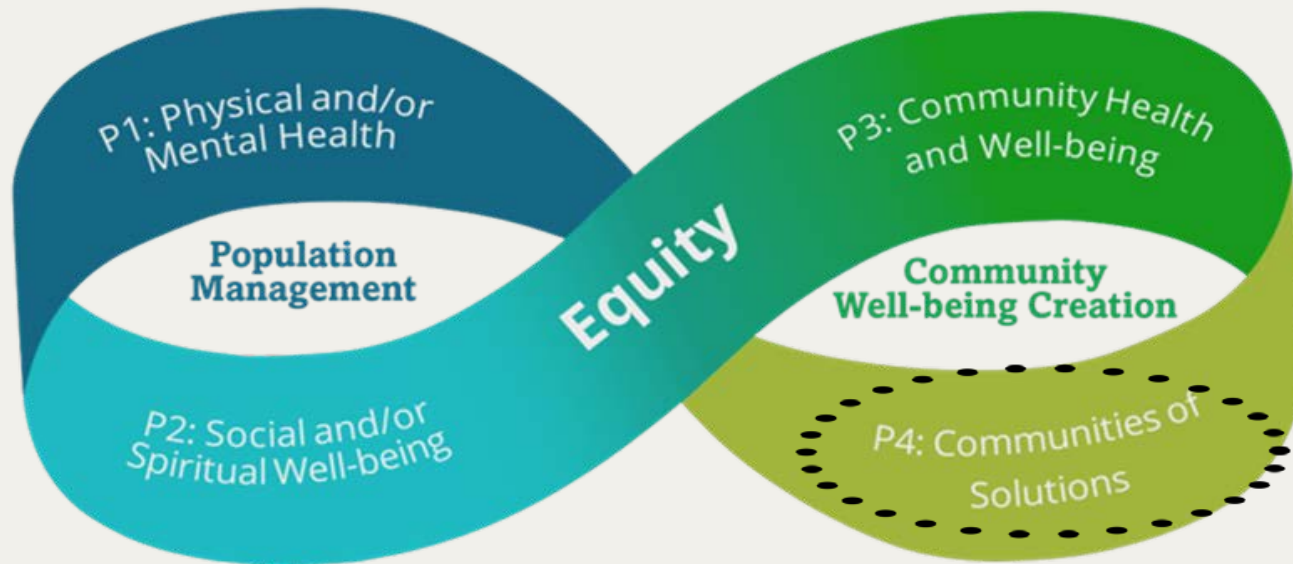 P1: Physical and/or
Mental Health
Population
Management
P2: Social and/or
Spiritual Well-being
Equity
P3: Community Health
and Well-being
Community
Well-being Creation
P4: Communities of
Solutions